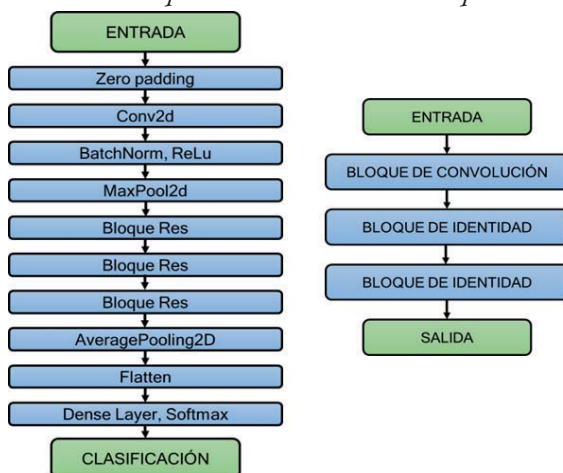 ENTRADA
Zero padding
Conv2d
BatchNorm, ReLu
MaxPool2d
Bloque Res
Bloque Res
Bloque Res
AveragePooling2D
Flatten
Dense Layer, Softmax
CLASIFICACIÓN
ENTRADA
BLOQUE DE CONVOLUCIÓN
BLOQUE DE IDENTIDAD
BLOQUE DE IDENTIDAD
SALIDA